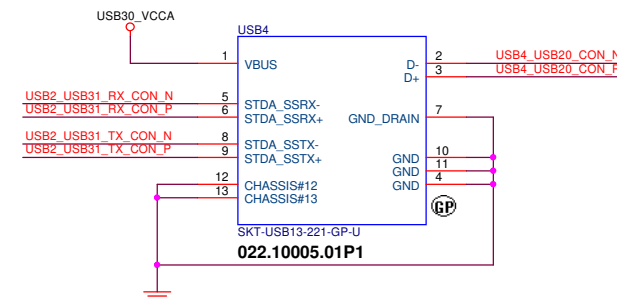 USB30_VCCA
USB4
1
VBUS
D-
2
USB4_USB20_CON_N
D+
3
USB4_USB20_CON_P
USB2_USB31_RX_CON_N
5
STDA_SSRX-
USB2_USB31_RX_CON_P
6
STDA_SSRX+
GND_DRAIN
7
USB2_USB31_TX_CON_N
8
STDA_SSTX-
USB2_USB31_TX_CON_P
9
STDA_SSTX+
GND
10
GND
11
GND
4
12
CHASSIS#12
13
CHASSIS#13
GP
SKT-USB13-221-GP-U
022.10005.01P1